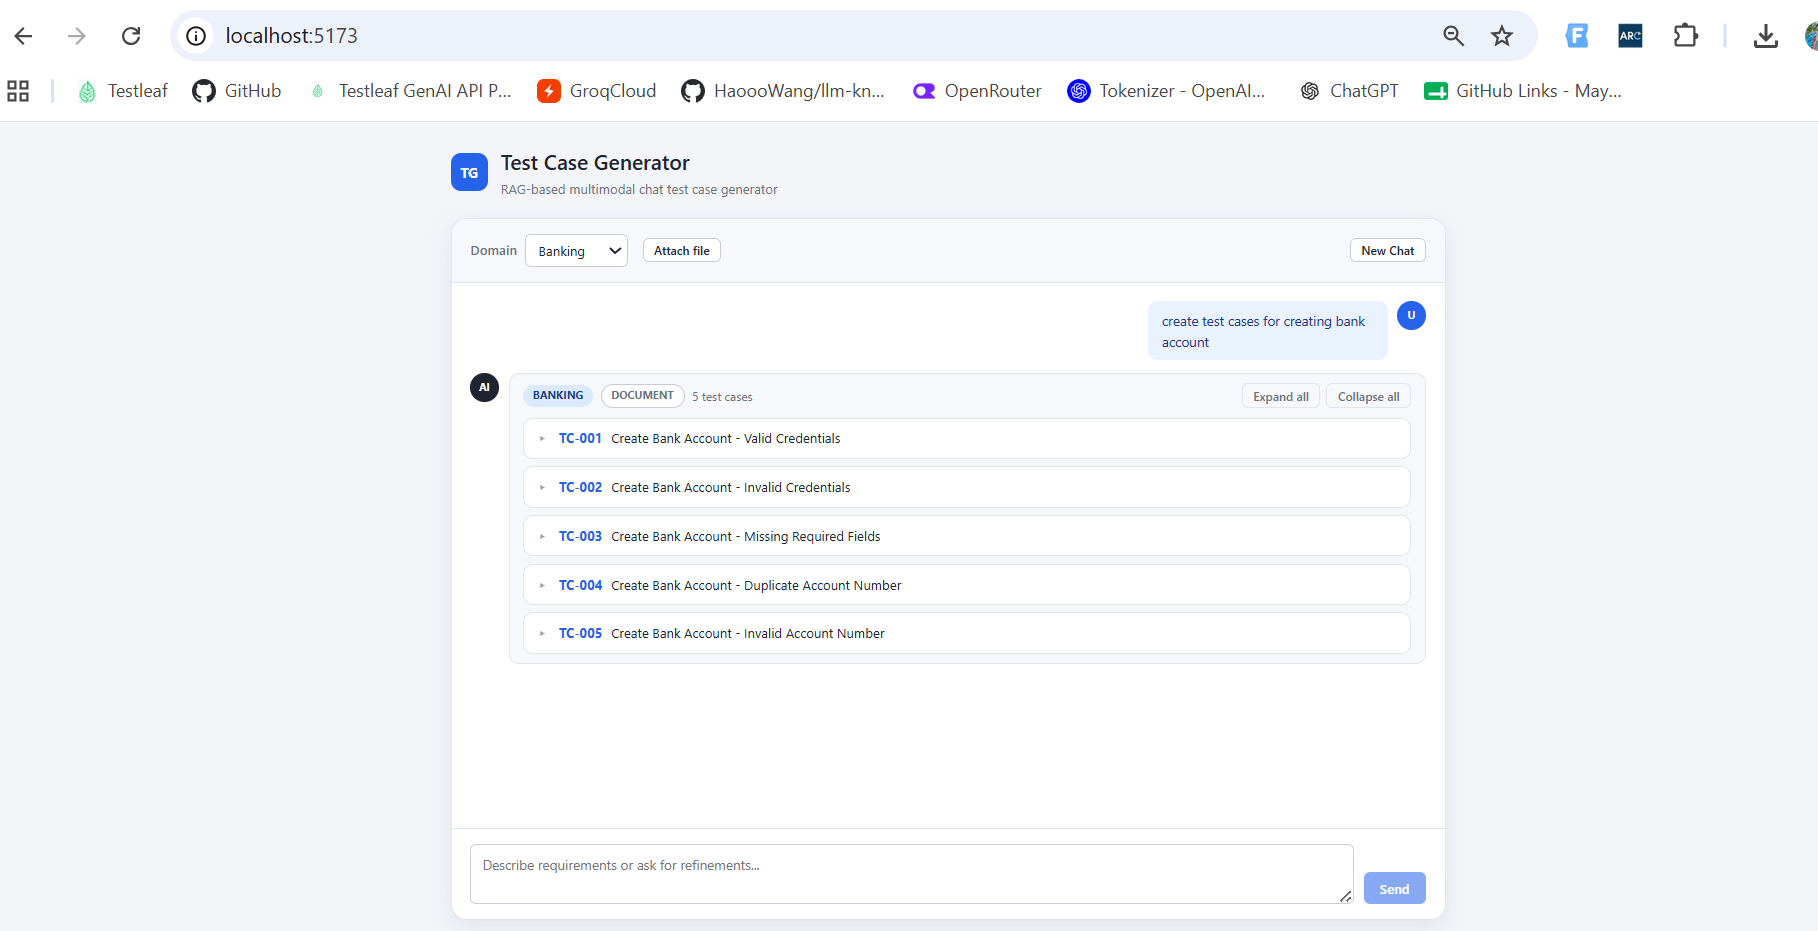 localhost:5173
Testleaf
GitHub
Testleaf GenAI API P...
GroqCloud
HaoooWang/llm-kn...
OpenRouter
Tokenizer - OpenAI...
ChatGPT
GitHub Links - May...
F
ARC
TG
Test Case Generator
RAG-based multimodal chat test case generator
Domain
Banking
Attach file
New Chat
create test cases for creating bank
account
U
AI
BANKING
DOCUMENT
5 test cases
Expand all
Collapse all
TC-001 Create Bank Account - Valid Credentials
TC-002 Create Bank Account - Invalid Credentials
TC-003 Create Bank Account - Missing Required Fields
TC-004 Create Bank Account - Duplicate Account Number
TC-005 Create Bank Account - Invalid Account Number
Describe requirements or ask for refinements...
Send